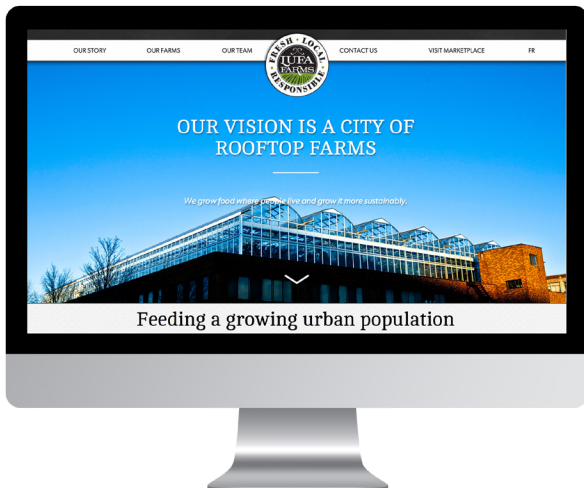 OUR STORY
OUR FARMS
OUR TEAM
FRESH · LOCAL
LUFA
FARMS
RESPONSIBLE
CONTACT US
VISIT MARKETPLACE
FR
OUR VISION IS A CITY OF
ROOFTOP FARMS
We grow food where people live and grow it more sustainably.
Feeding a growing urban population